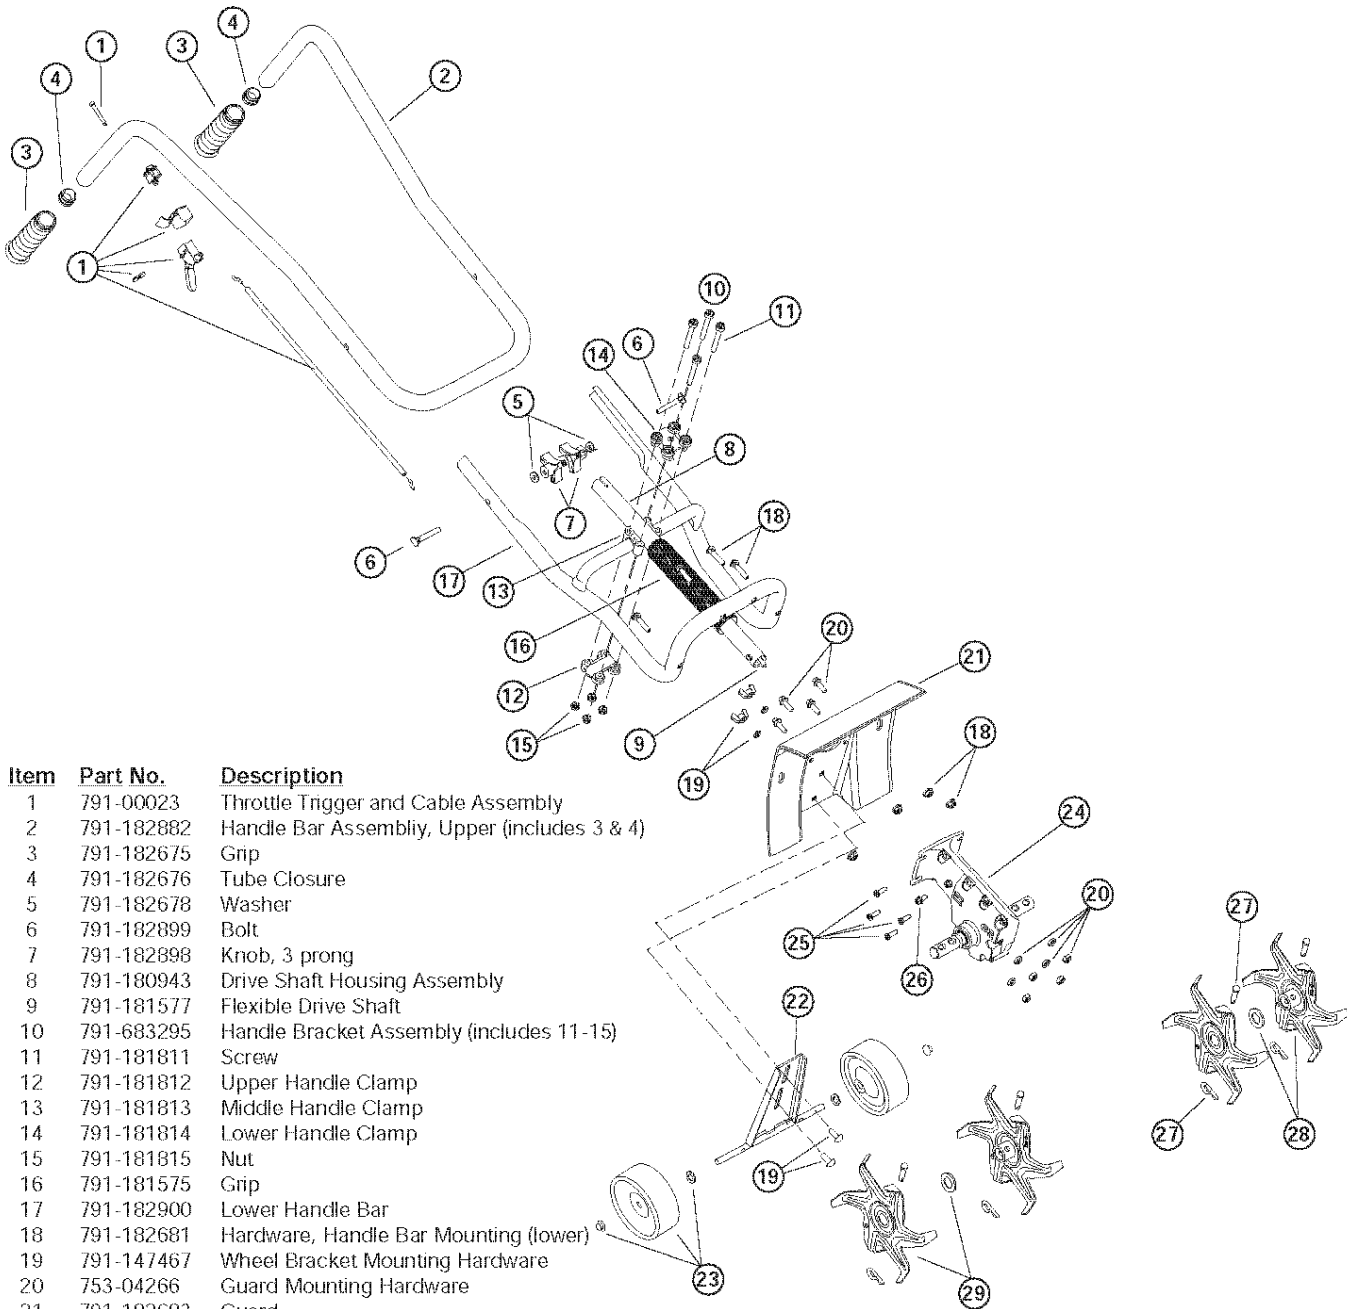 4
1
3
4
2
3
1
10
11
14
6
5
8
7
18
6
17
13
16
20
21
12
9
15
19
18
24
25
26
20
27
22
27
28
19
23
29
Item Part No. Description
1 791-00023 Throttle Trigger and Cable Assembly
2 791-182882 Handle Bar Assembliy, Upper (includes 3 & 4)
3 791-182675 Grip
4 791-182676 Tube Closure
5 791-182678 Washer
6 791-182899 Bolt
7 791-182898 Knob, 3 prong
8 791-180943 Drive Shaft Housing Assembly
9 791-181577 Flexible Drive Shaft
10 791-683295 Handle Bracket Assembly (includes 11-15)
11 791-181811 Screw
12 791-181812 Upper Handle Clamp
13 791-181813 Middle Handle Clamp
14 791-181814 Lower Handle Clamp
15 791-181815 Nut
16 791-181575 Grip
17 791-182900 Lower Handle Bar
18 791-182681 Hardware, Handle Bar Mounting (lower)
19 791-147467 Wheel Bracket Mounting Hardware
20 753-04266 Guard Mounting Hardware
21 Guard